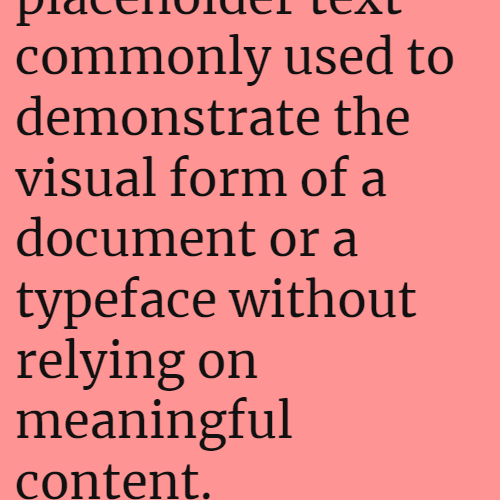 placeholder text
commonly used to
demonstrate the
visual form of a
document or a
typeface without
relying on
meaningful
content.